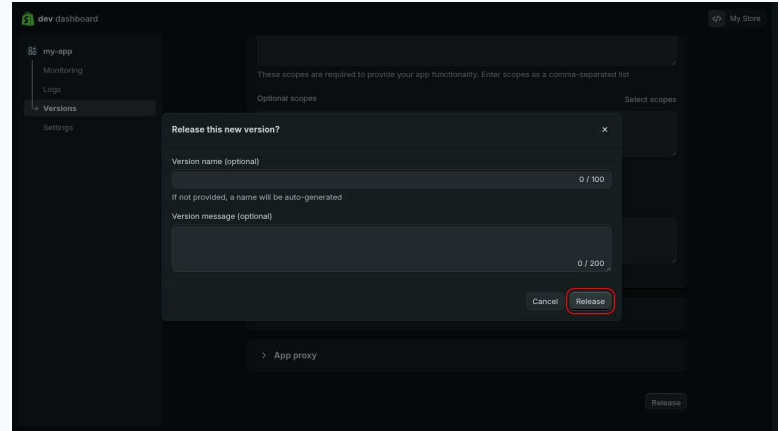 dev dashboard
My Store
my-app
Monitoring
Logs
Versions
Settings
These scopes are required to provide your app functionality. Enter scopes as a comma-separated list
Optional scopes
Select scopes
Release this new version?
Version name (optional)
0 / 100
If not provided, a name will be auto-generated
Version message (optional)
0 / 200
Cancel
Release
App proxy
Release